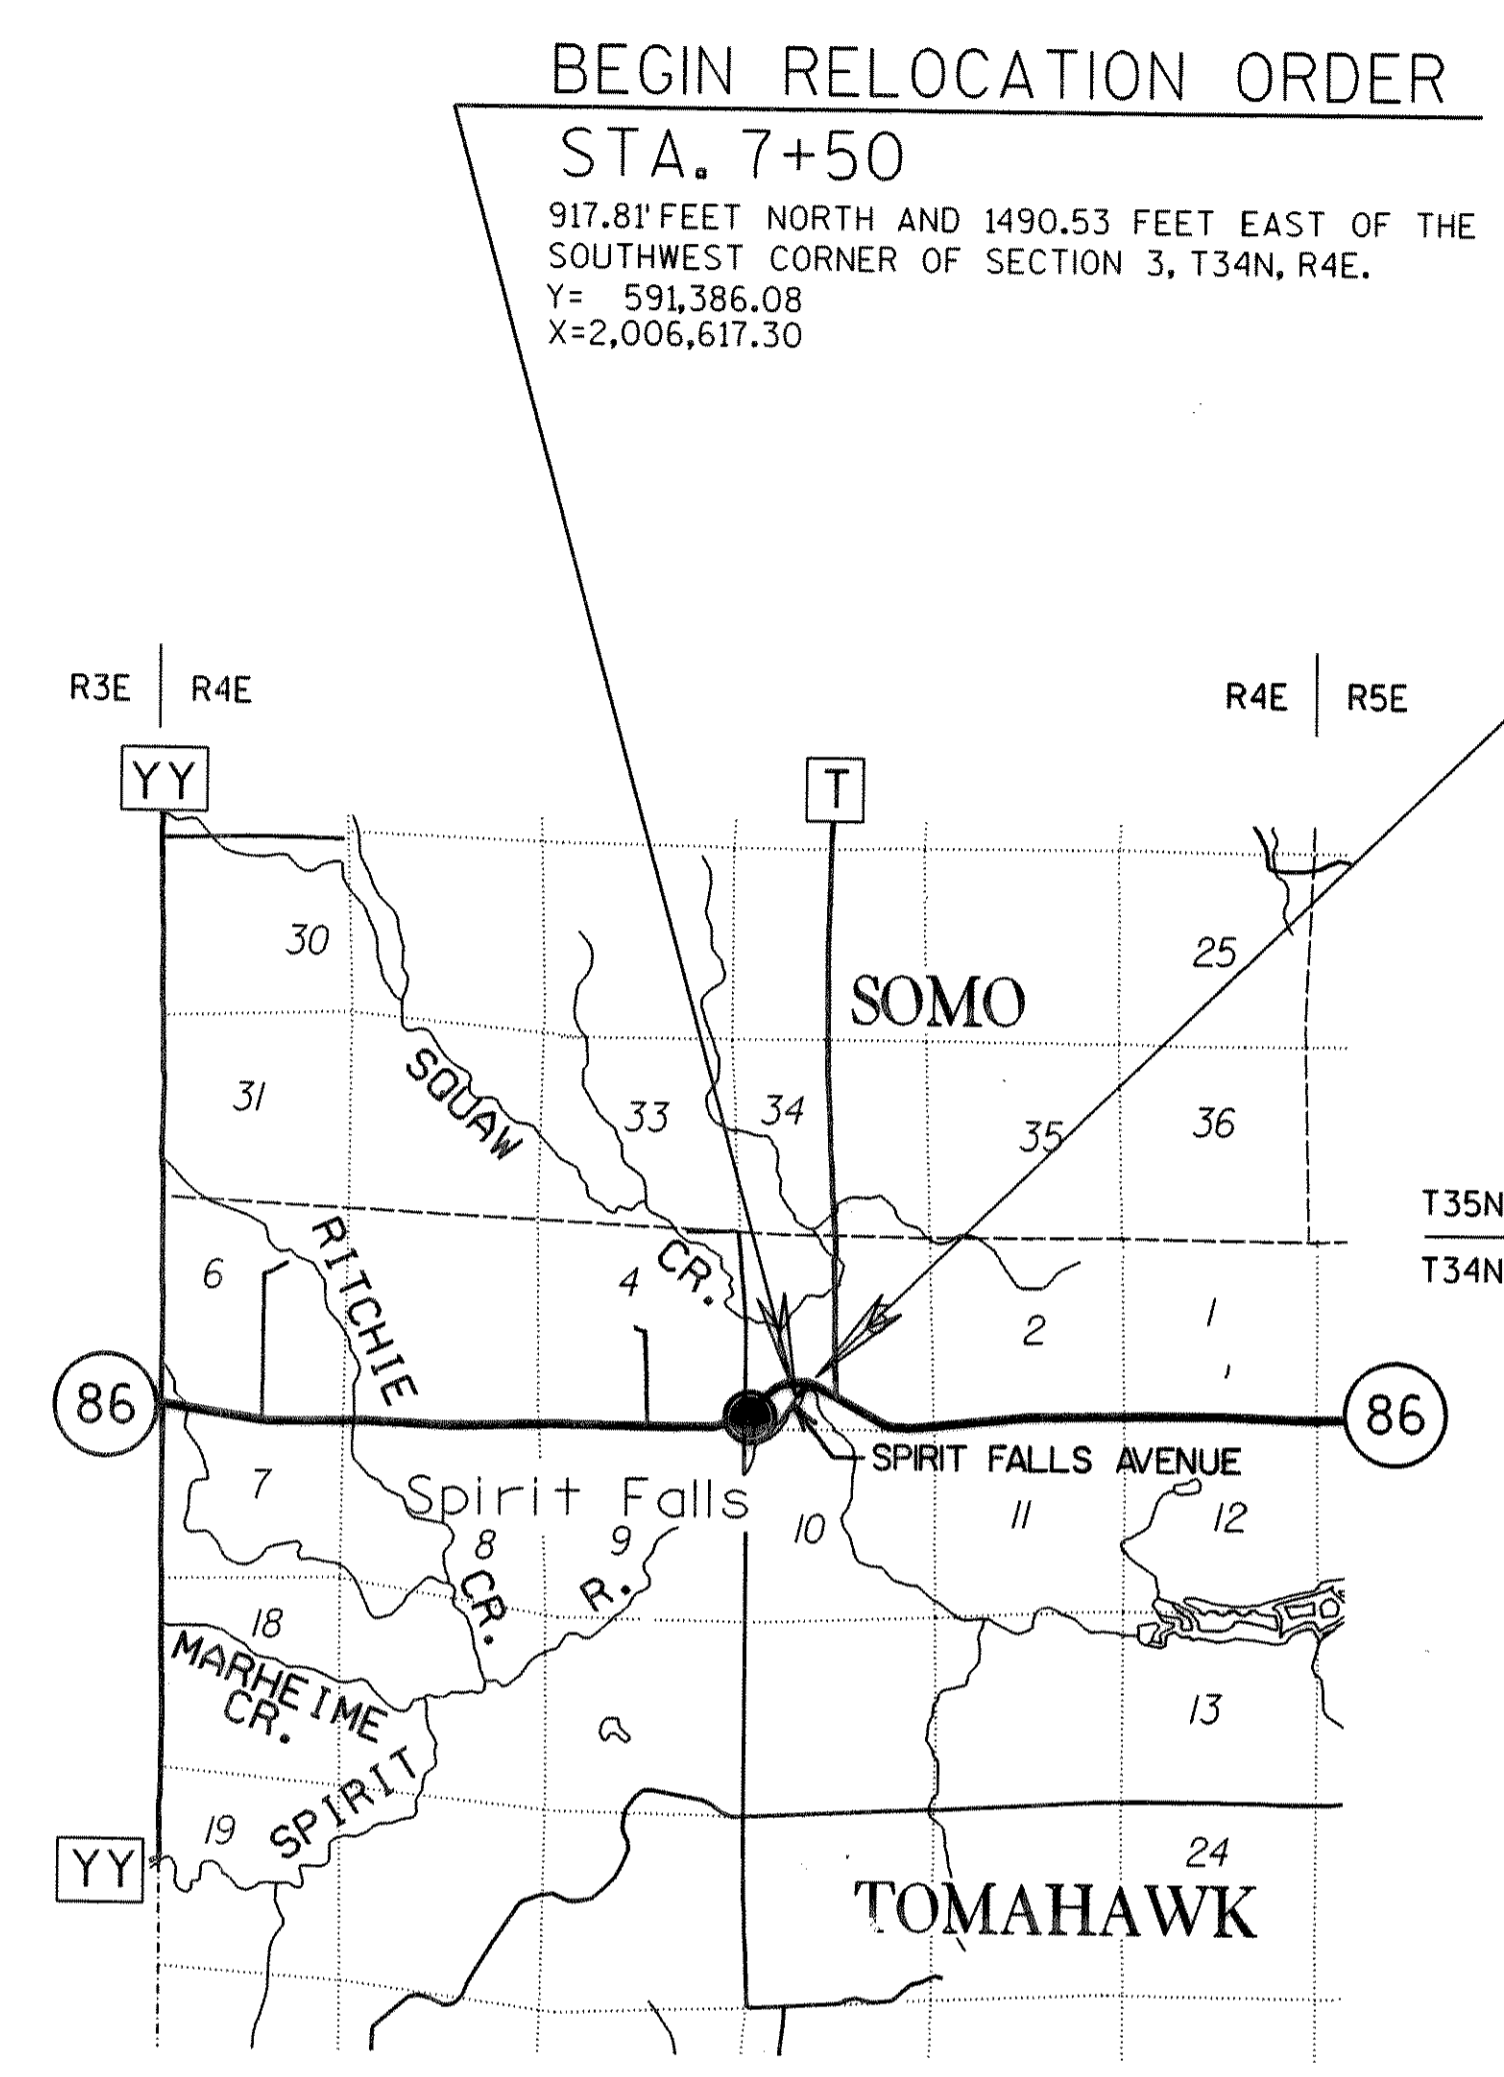 BEGIN RELOCATION ORDER
STA. 7+50
917.81' FEET NORTH AND 1490.53 FEET EAST OF THE
SOUTHWEST CORNER OF SECTION 3, T34N, R4E.
Y= 591,386.08
X=2,006,617.30
R3E R4E
R4E R5E
YY
T
30
25
SOMO
31
SQUAW
33
34
35
36
T35N
T34N
6
RITCHIE
4
CR.
2
1
86
86
SPIRIT FALLS AVENUE
7
Spirit Falls
8
9
10
11
12
CR.
R.
18
MARHEIME
CR.
13
SPIRIT
19
YY
24
TOMAHAWK